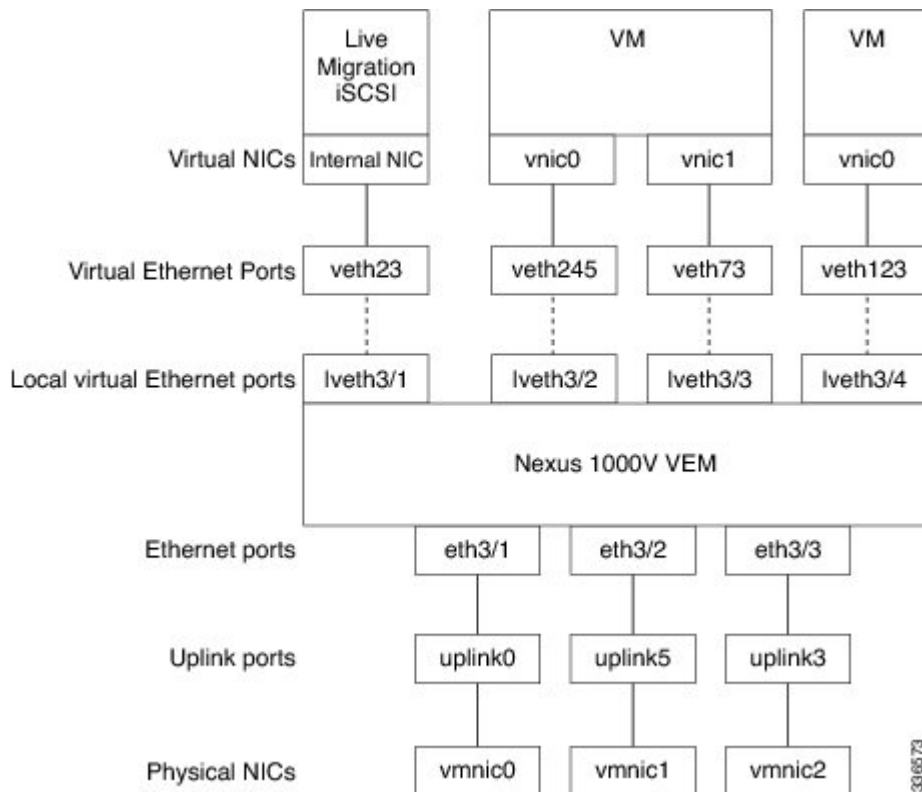 Live
Migration
iSCSI
VM
VM
Virtual NICs
Internal NIC
vnic0
vnic1
vnic0
Virtual Ethernet Ports
veth23
veth245
veth73
veth123
Local virtual Ethernet ports
lveth3/1
lveth3/2
lveth3/3
lveth3/4
Nexus 1000V VEM
Ethernet ports
eth3/1
eth3/2
eth3/3
Uplink ports
uplink0
uplink5
uplink3
Physical NICs
vmnic0
vmnic1
vmnic2
336573